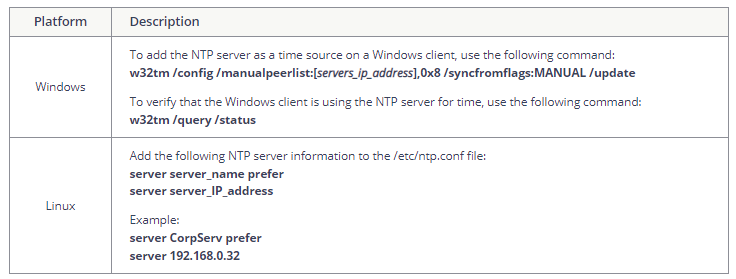 Platform Description
Windows
To add the NTP server as a time source on a Windows client, use the following command:
w32tm /config /manualpeerlist:[servers_ip_address],0x8 /syncfromflags:MANUAL /update
To verify that the Windows client is using the NTP server for time, use the following command:
w32tm /query /status
Linux
Add the following NTP server information to the /etc/ntp.conf file:
server server_name prefer
server server_IP_address
Example:
server CorpServ prefer
server 192.168.0.32